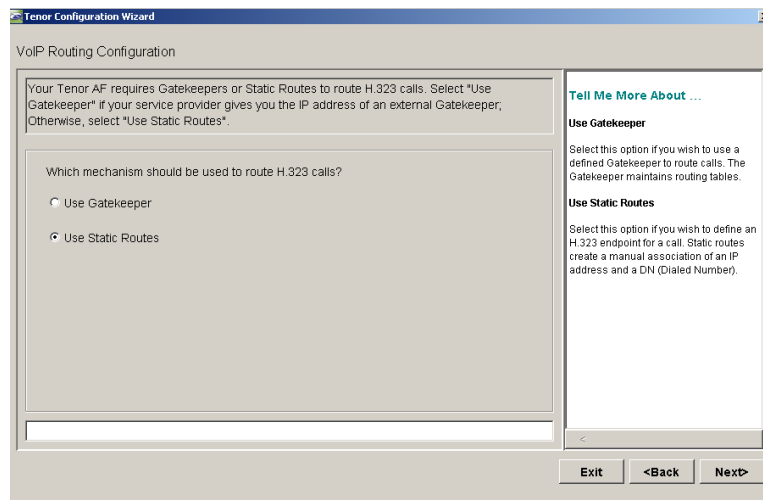 Tenor Configuration Wizard
VoIP Routing Configuration
Your Tenor AF requires Gatekeepers or Static Routes to route H.323 calls. Select "Use
Gatekeeper" if your service provider gives you the IP address of an external Gatekeeper;
Otherwise, select "Use Static Routes".
Which mechanism should be used to route H.323 calls?
Use Gatekeeper
Use Static Routes
Tell Me More About ...
Use Gatekeeper
Select this option if you wish to use a
defined Gatekeeper to route calls. The
Gatekeeper maintains routing tables.
Use Static Routes
Select this option if you wish to define an
H.323 endpoint for a call. Static routes
create a manual association of an IP
address and a DN (Dialed Number).
Exit
<Back
Next>